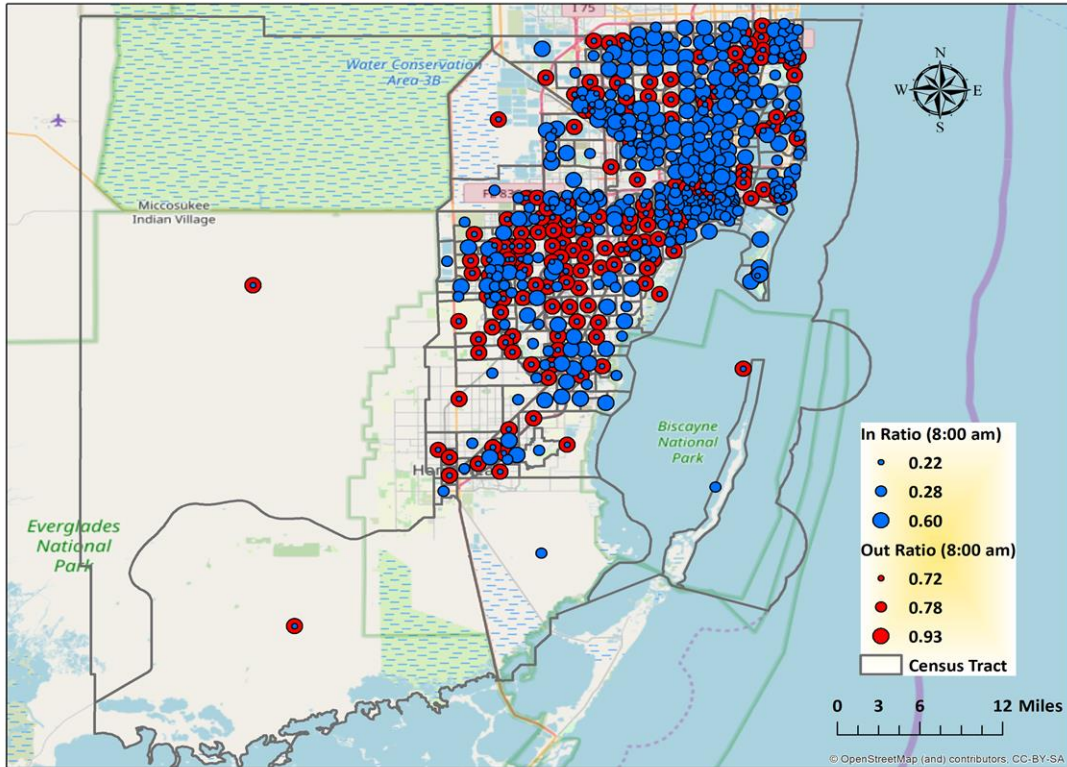 I 75
Water Conservation
Area 3B
N
W
E
S
Miccosukee
Indian Village
Biscayne
National
Park
Everglades
National
Park
In Ratio (8:00 am)
0.22
0.28
0.60
Out Ratio (8:00 am)
0.72
0.78
0.93
Census Tract
0
3
6
12 Miles
© OpenStreetMap (and) contributors, CC-BY-SA